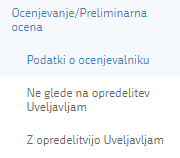 Ocenjevanje/Preliminarna
ocena
Podatki o ocenjevalniku
Ne glede na opredelitev
Uveljavljam
Z opredelitvijo Uveljavljam